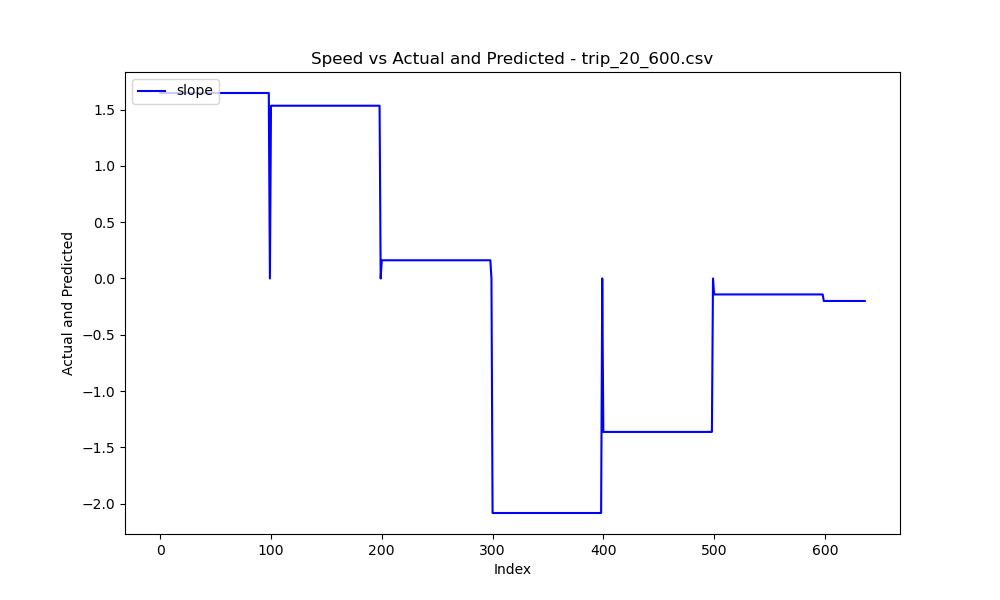 Speed vs Actual and Predicted - trip_20_600.csv
slope
1.5
1.0
0.5
0.0
−0.5
−1.0
−1.5
−2.0
Actual and Predicted
0 100 200 300 400 500 600
Index